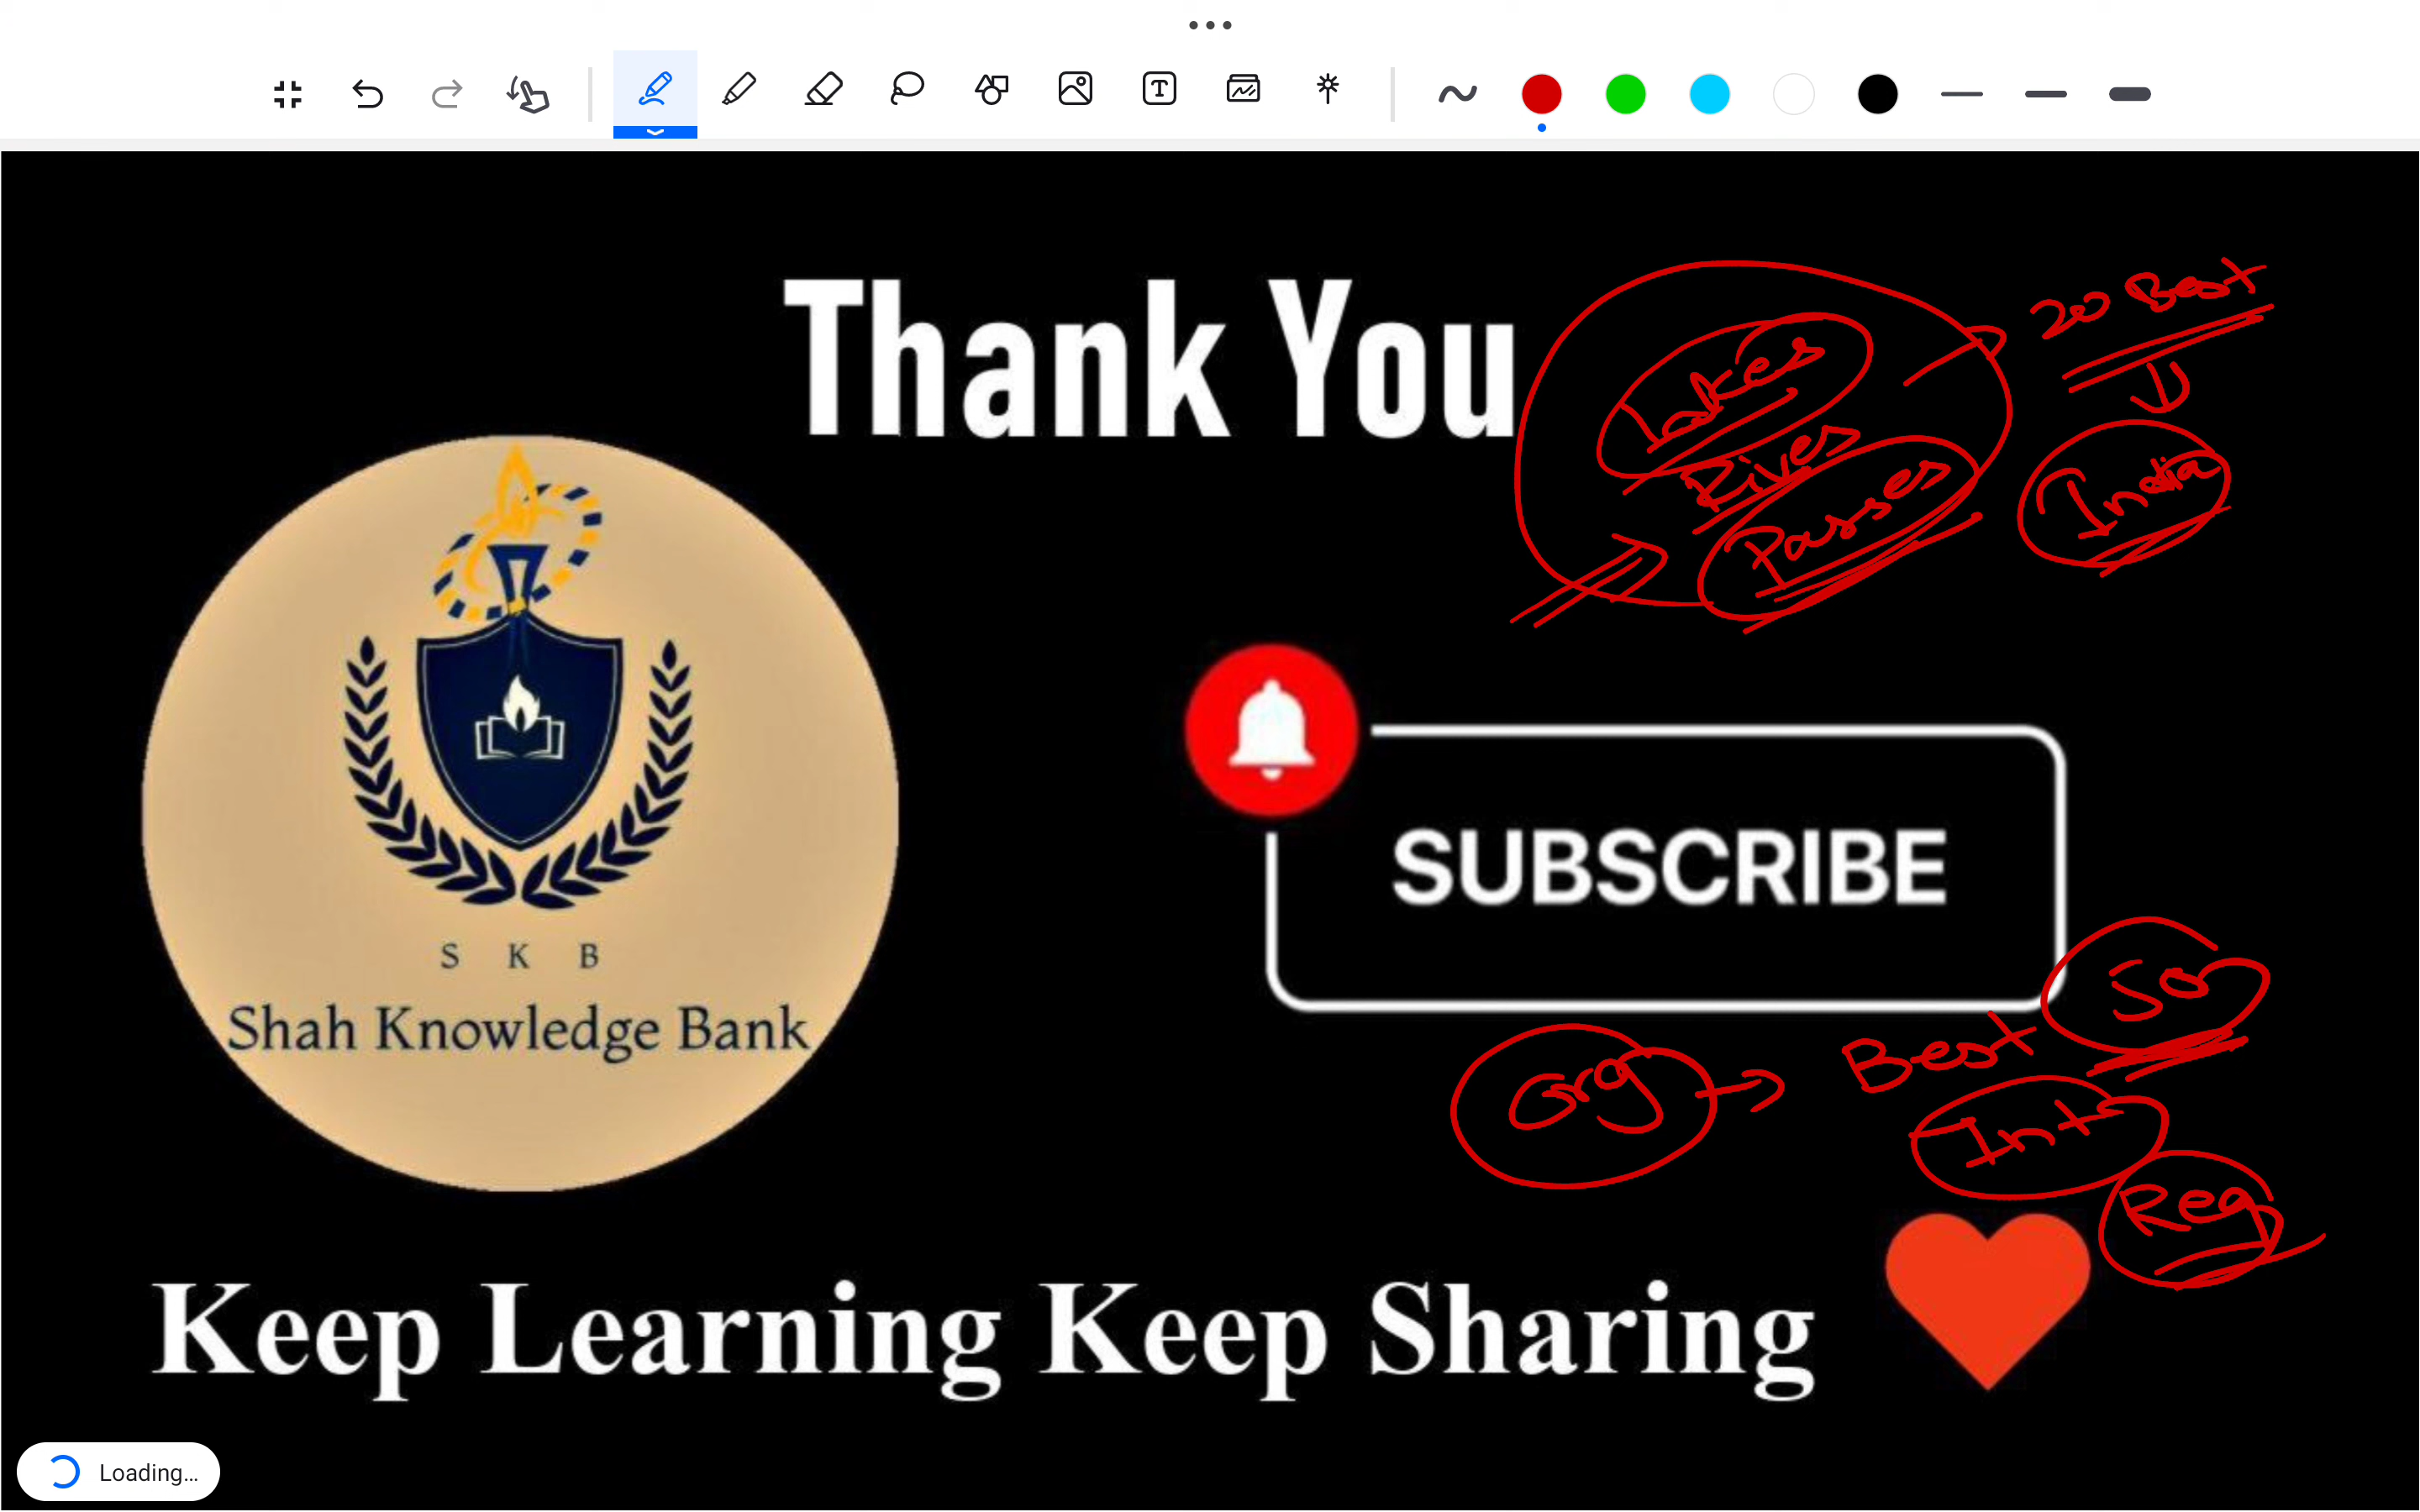 Thank You
20 Best
Lakes
River
Passes
India
S K B
Shah Knowledge Bank
SUBSCRIBE
50
Best
Org
Int
Reg
Keep Learning Keep Sharing
Loading...